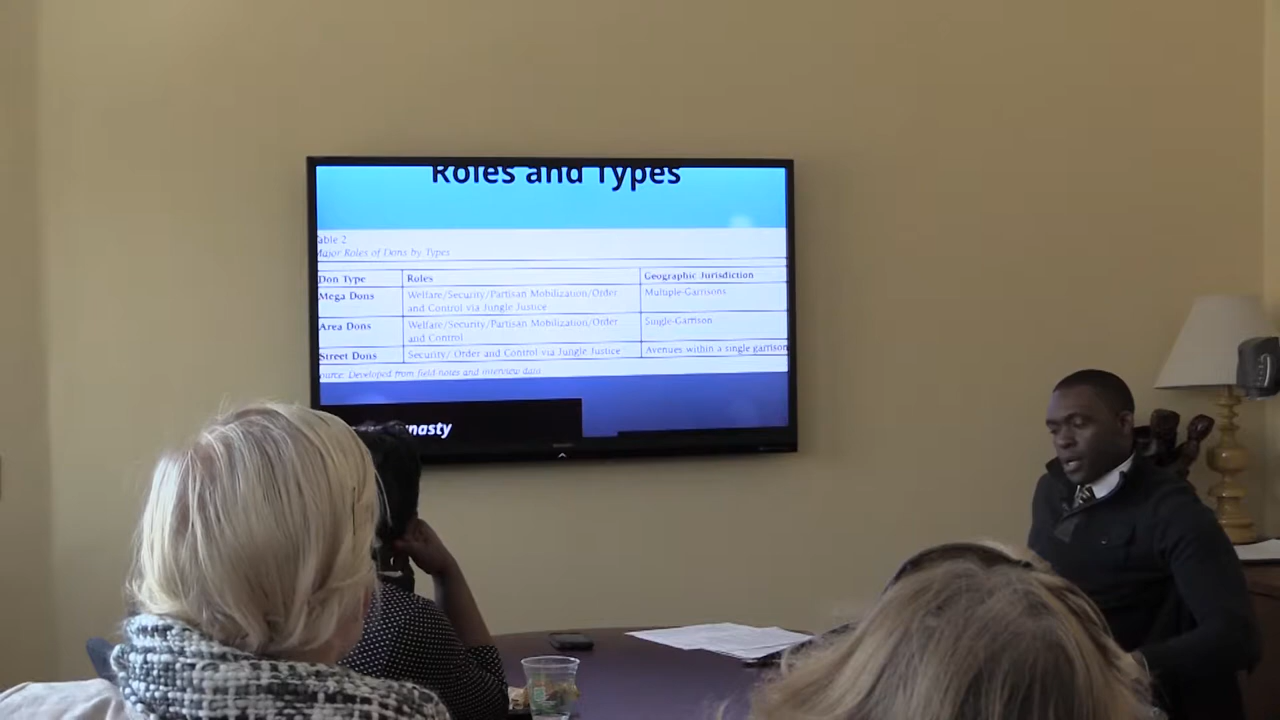 Roles and Types
able 2
Major Roles of Dons by Types
Don Type Roles Geographic Jurisdiction
Mega Dons Welfare/Security/Partisan Mobilization/Order Multiple-Garrisons
and Control via Jungle Justice
Area Dons Welfare/Security/Partisan Mobilization/Order Single-Garrison
and Control
Street Dons Security/ Order and Control via Jungle Justice Avenues within a single garrison
ource: Developed from field notes and interview data
nasty